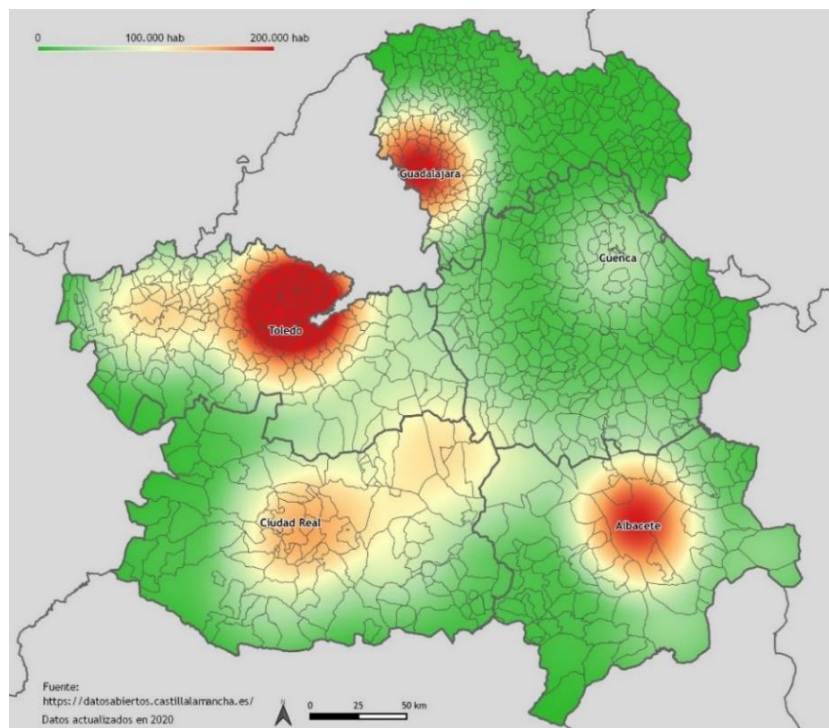 0 100.000 hab 200.000 hab
Guadalajara
Cuenca
Toledo
Ciudad Real
Albacete
Fuente:
https://datosabiertos.castillalamancha.es/
Datos actualizados en 2020
N
0 25 50 km